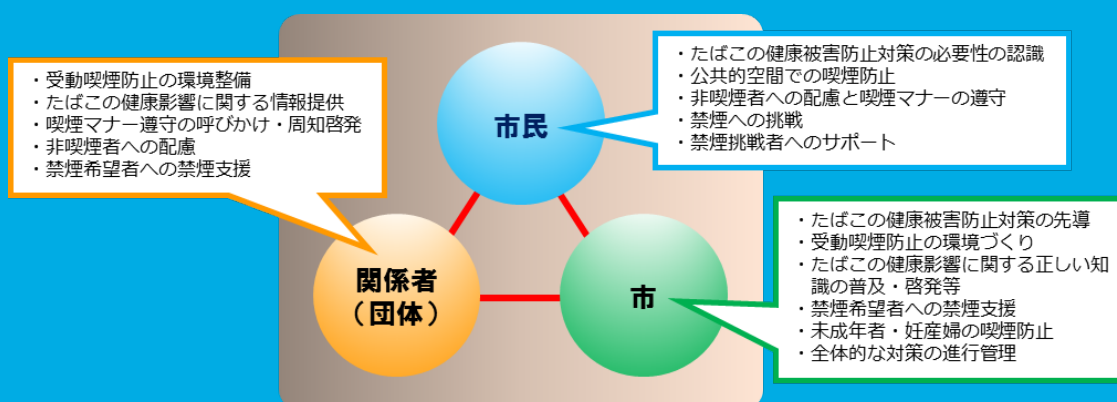 ・受動喫煙防止の環境整備
・たばこの健康影響に関する情報提供
・喫煙マナー遵守の呼びかけ・周知啓発
・非喫煙者への配慮
・禁煙希望者への禁煙支援
市民
・たばこの健康被害防止対策の必要性の認識
・公共的空間での喫煙防止
・非喫煙者への配慮と喫煙マナーの遵守
・禁煙への挑戦
・禁煙挑戦者へのサポート
関係者
（団体）
市
・たばこの健康被害防止対策の先導
・受動喫煙防止の環境づくり
・たばこの健康影響に関する正しい知
識の普及・啓発等
・禁煙希望者への禁煙支援
・未成年者・妊産婦の喫煙防止
・全体的な対策の進行管理